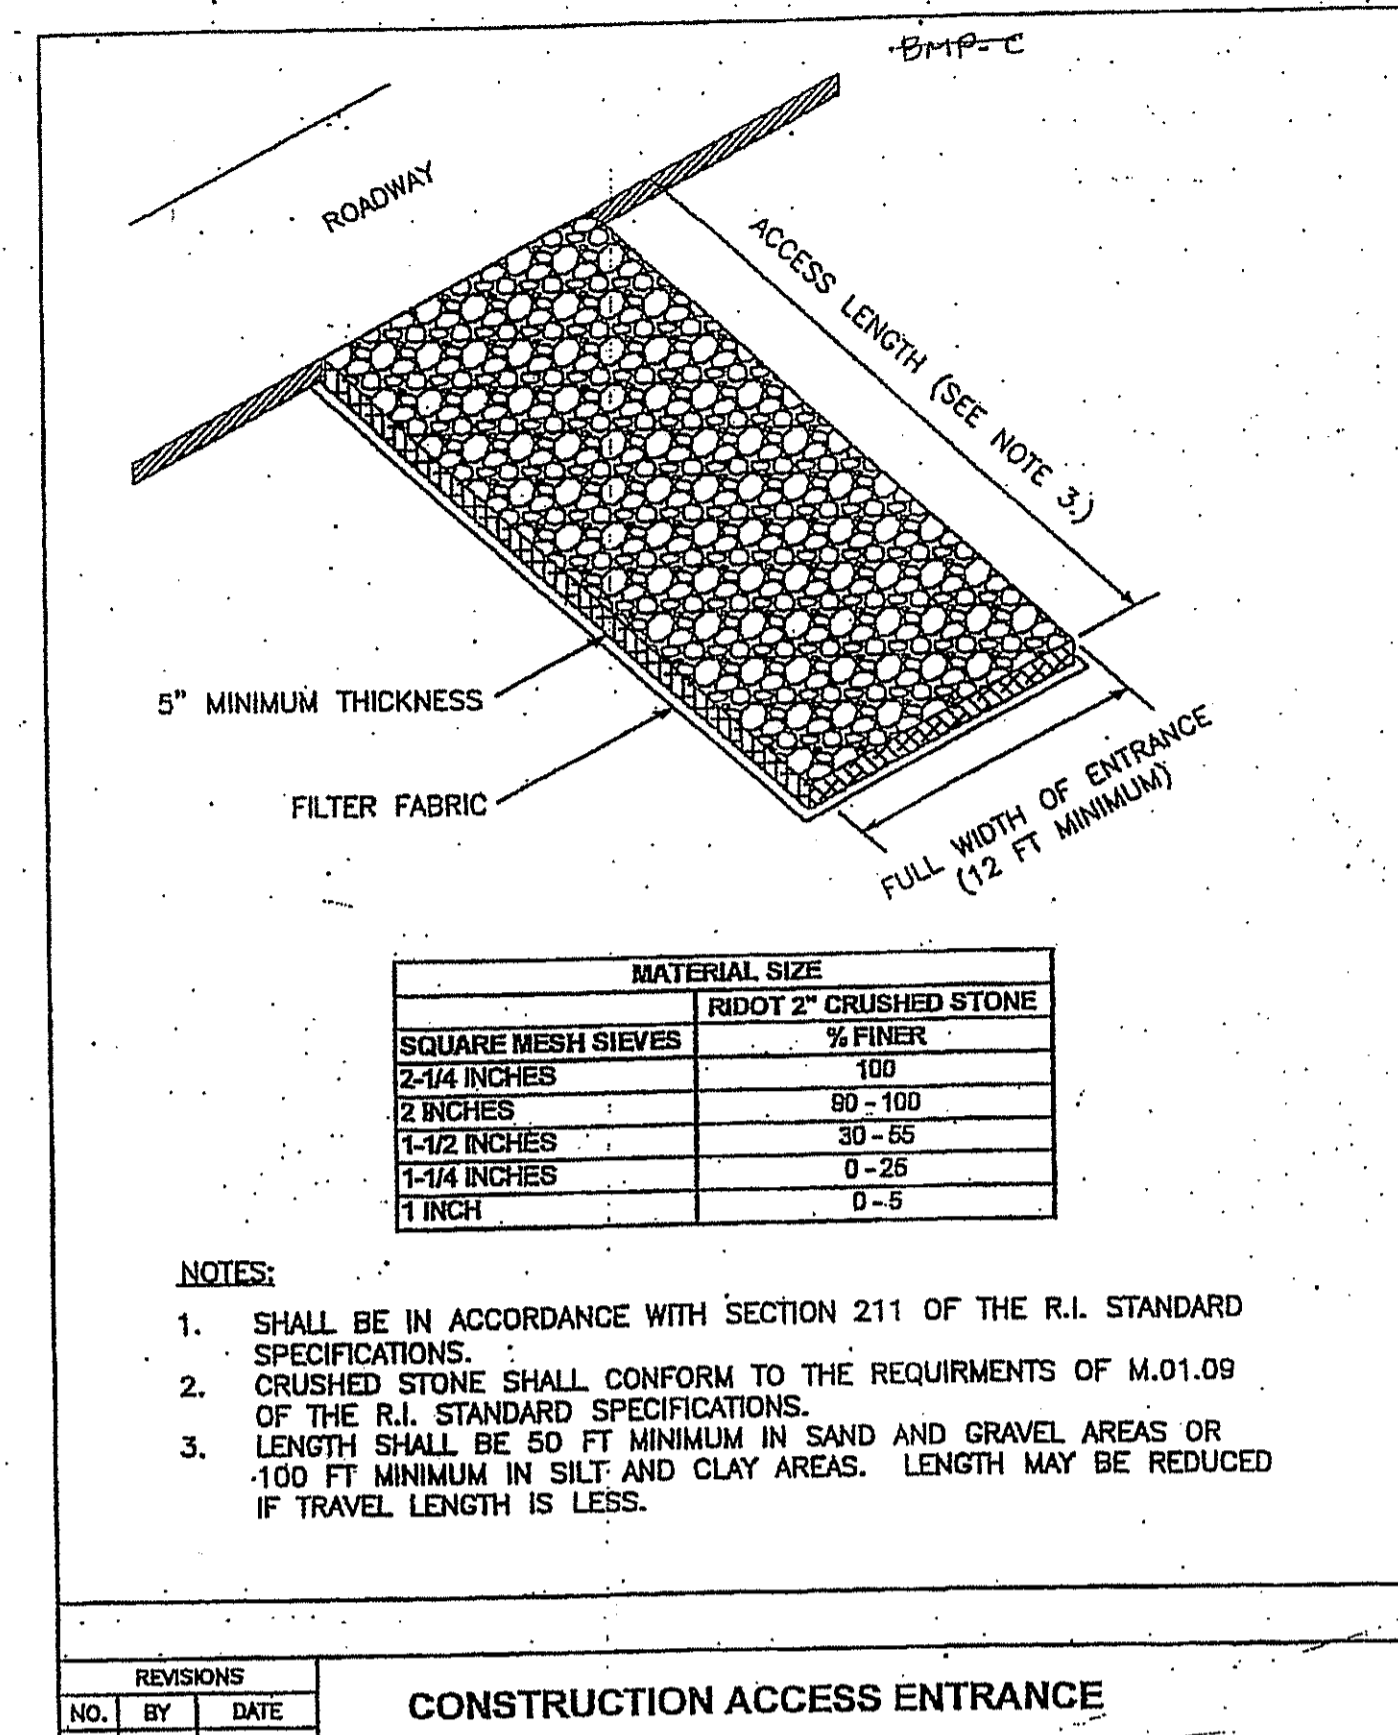 BMP-C
ROADWAY
ACCESS LENGTH (SEE NOTE 3.)
5" MINIMUM THICKNESS
FILTER FABRIC
FULL WIDTH OF ENTRANCE
(12 FT MINIMUM)
MATERIAL SIZE
RIDOT 2" CRUSHED STONE
SQUARE MESH SIEVES % FINER
2-1/4 INCHES 100
2 INCHES 90 - 100
1-1/2 INCHES 30 - 55
1-1/4 INCHES 0 - 25
1 INCH 0 - 5
NOTES:
1. SHALL BE IN ACCORDANCE WITH SECTION 211 OF THE R.I. STANDARD
SPECIFICATIONS.
2. CRUSHED STONE SHALL CONFORM TO THE REQUIRMENTS OF M.01.09
OF THE R.I. STANDARD SPECIFICATIONS.
3. LENGTH SHALL BE 50 FT MINIMUM IN SAND AND GRAVEL AREAS OR
100 FT MINIMUM IN SILT AND CLAY AREAS. LENGTH MAY BE REDUCED
IF TRAVEL LENGTH IS LESS.
REVISIONS
NO. BY DATE
CONSTRUCTION ACCESS ENTRANCE